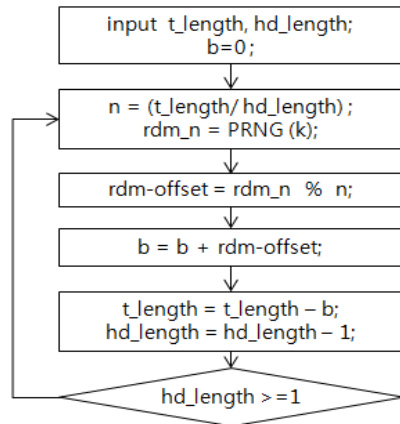 input t_length, hd_length;
b=0;
n = (t_length/ hd_length) ;
rdm_n = PRNG (k);
rdm-offset = rdm_n % n;
b = b + rdm-offset;
t_length = t_length – b;
hd_length = hd_length – 1;
hd_length >=1